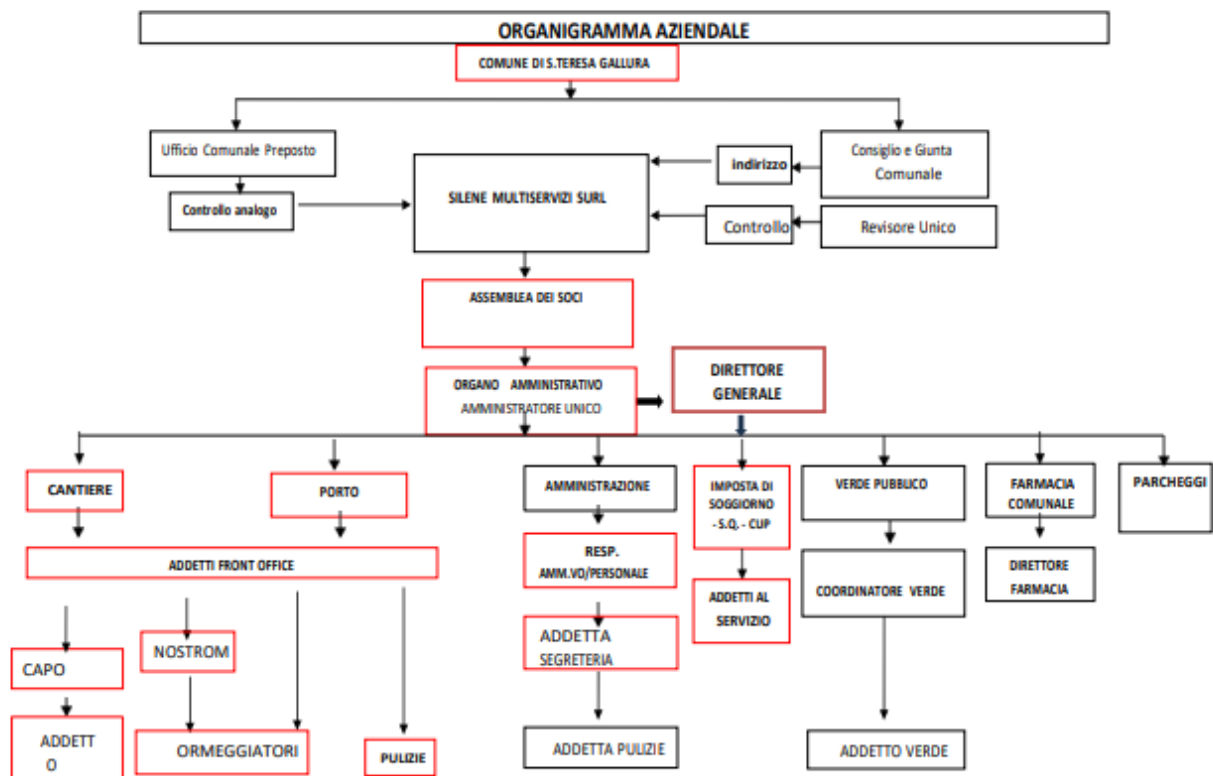 ORGANIGRAMMA AZIENDALE
COMUNE DI S.TERESA GALLURA
Ufficio Comunale Preposto
Controllo analogo
SILENE MULTISERVIZI SURL
indirizzo
Consiglio e Giunta
Comunale
Controllo
Revisore Unico
ASSEMBLEA DEI SOCI
ORGANO AMMINISTRATIVO
AMMINISTRATORE UNICO
DIRETTORE
GENERALE
CANTIERE
PORTO
AMMINISTRAZIONE
IMPOSTA DI
SOGGIORNO
- S.Q. - CUP
VERDE PUBBLICO
FARMACIA
COMUNALE
PARCHEGGI
ADDETTI FRONT OFFICE
RESP.
AMM.VO/PERSONALE
ADDETTI AL
SERVIZIO
COORDINATORE VERDE
DIRETTORE
FARMACIA
CAPO
NOSTROM
ADDETTA
SEGRETERIA
ADDETT
O
ORMEGGIATORI
PULIZIE
ADDETTA PULIZIE
ADDETTO VERDE